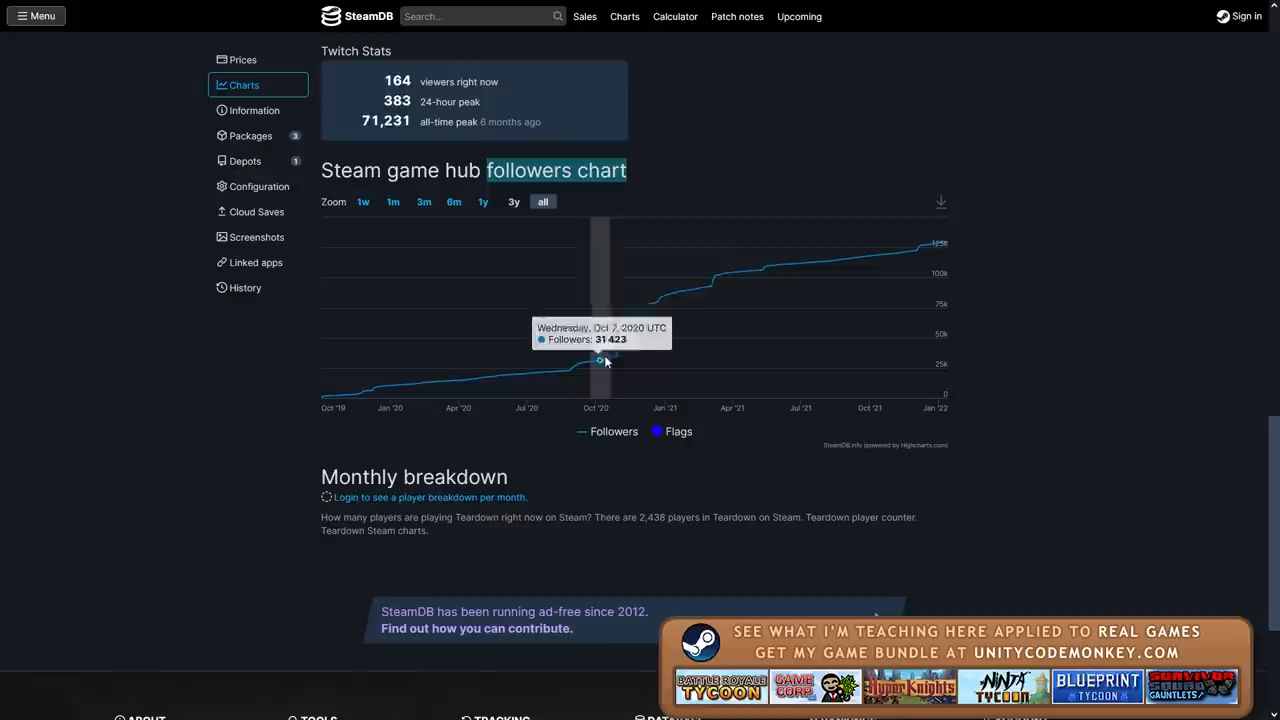 Menu
SteamDB
Search...
Sales
Charts
Calculator
Patch notes
Upcoming
Sign in
Prices
Charts
Information
Packages 3
Depots 1
Configuration
Cloud Saves
Screenshots
Linked apps
History
Twitch Stats
164 viewers right now
383 24-hour peak
71,231 all-time peak 6 months ago
Steam game hub followers chart
Zoom 1w 1m 3m 6m 1y 3y all
125k
100k
75k
50k
25k
0
Wednesday, Oct 7, 2020 UTC
Followers: 31 423
Oct '19 Jan '20 Apr '20 Jul '20 Oct '20 Jan '21 Apr '21 Jul '21 Oct '21 Jan '22
Followers Flags
SteamDB.info (powered by Highcharts.com)
Monthly breakdown
Login to see a player breakdown per month.
How many players are playing Teardown right now on Steam? There are 2,438 players in Teardown on Steam. Teardown player counter.
Teardown Steam charts.
SteamDB has been running ad-free since 2012.
Find out how you can contribute.
SEE WHAT I'M TEACHING HERE APPLIED TO REAL GAMES
GET MY GAME BUNDLE AT UNITYCODEMONKEY.COM
BATTLE ROYALE TYCOON
GAME CORP
Hyper Knights
NINJA TYCOON
BLUEPRINT TYCOON
SURVIVOR SQUAD GAUNTLETS
ABOUT
TOOLS
TRACKING